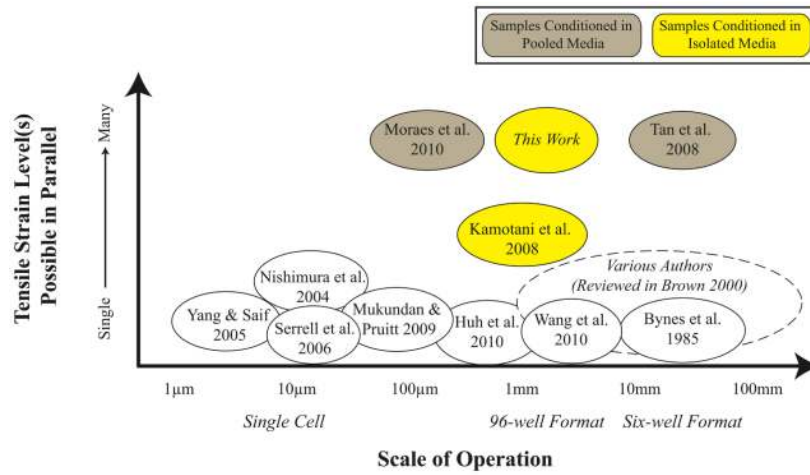 Samples Conditioned in
Pooled Media
Samples Conditioned in
Isolated Media
Tensile Strain Level(s)
Possible in Parallel
Single
Many
Moraes et al.
2010
This Work
Tan et al.
2008
Kamotani et al.
2008
Various Authors
(Reviewed in Brown 2000)
Nishimura et al.
2004
Yang & Saif
2005
Serrell et al.
2006
Mukundan &
Pruitt 2009
Huh et al.
2010
Wang et al.
2010
Bynes et al.
1985
1μm
10μm
100μm
1mm
10mm
100mm
Single Cell
96-well Format
Six-well Format
Scale of Operation